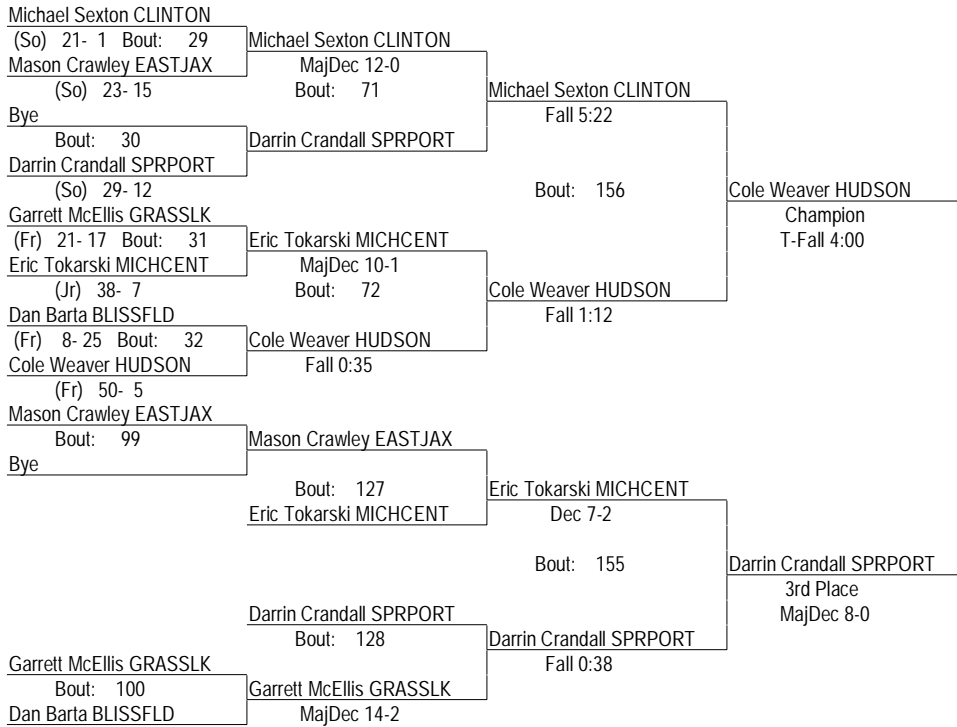 Michael Sexton CLINTON
(So) 21- 1 Bout: 29 Michael Sexton CLINTON
Mason Crawley EASTJAX MajDec 12-0
(So) 23- 15 Bout: 71 Michael Sexton CLINTON
Bye Fall 5:22
Bout: 30 Darrin Crandall SPRPORT
Darrin Crandall SPRPORT
(So) 29- 12 Bout: 156 Cole Weaver HUDSON
Garrett McEllis GRASSLK Champion
(Fr) 21- 17 Bout: 31 Eric Tokarski MICHCENT T-Fall 4:00
Eric Tokarski MICHCENT MajDec 10-1
(Jr) 38- 7 Bout: 72 Cole Weaver HUDSON
Dan Barta BLISSFLD Fall 1:12
(Fr) 8- 25 Bout: 32 Cole Weaver HUDSON
Cole Weaver HUDSON Fall 0:35
(Fr) 50- 5
Mason Crawley EASTJAX
Bout: 99 Mason Crawley EASTJAX
Bye
Bout: 127 Eric Tokarski MICHCENT
Eric Tokarski MICHCENT Dec 7-2
Bout: 155 Darrin Crandall SPRPORT
3rd Place
Darrin Crandall SPRPORT MajDec 8-0
Bout: 128 Darrin Crandall SPRPORT
Garrett McEllis GRASSLK Fall 0:38
Bout: 100 Garrett McEllis GRASSLK
Dan Barta BLISSFLD MajDec 14-2